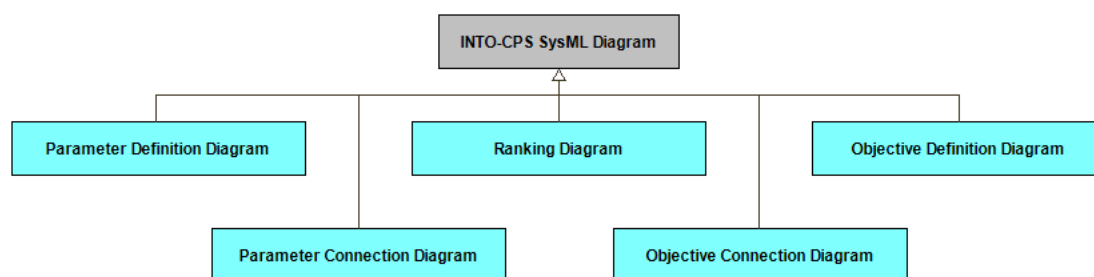 INTO-CPS SysML Diagram
Parameter Definition Diagram
Ranking Diagram
Objective Definition Diagram
Parameter Connection Diagram
Objective Connection Diagram